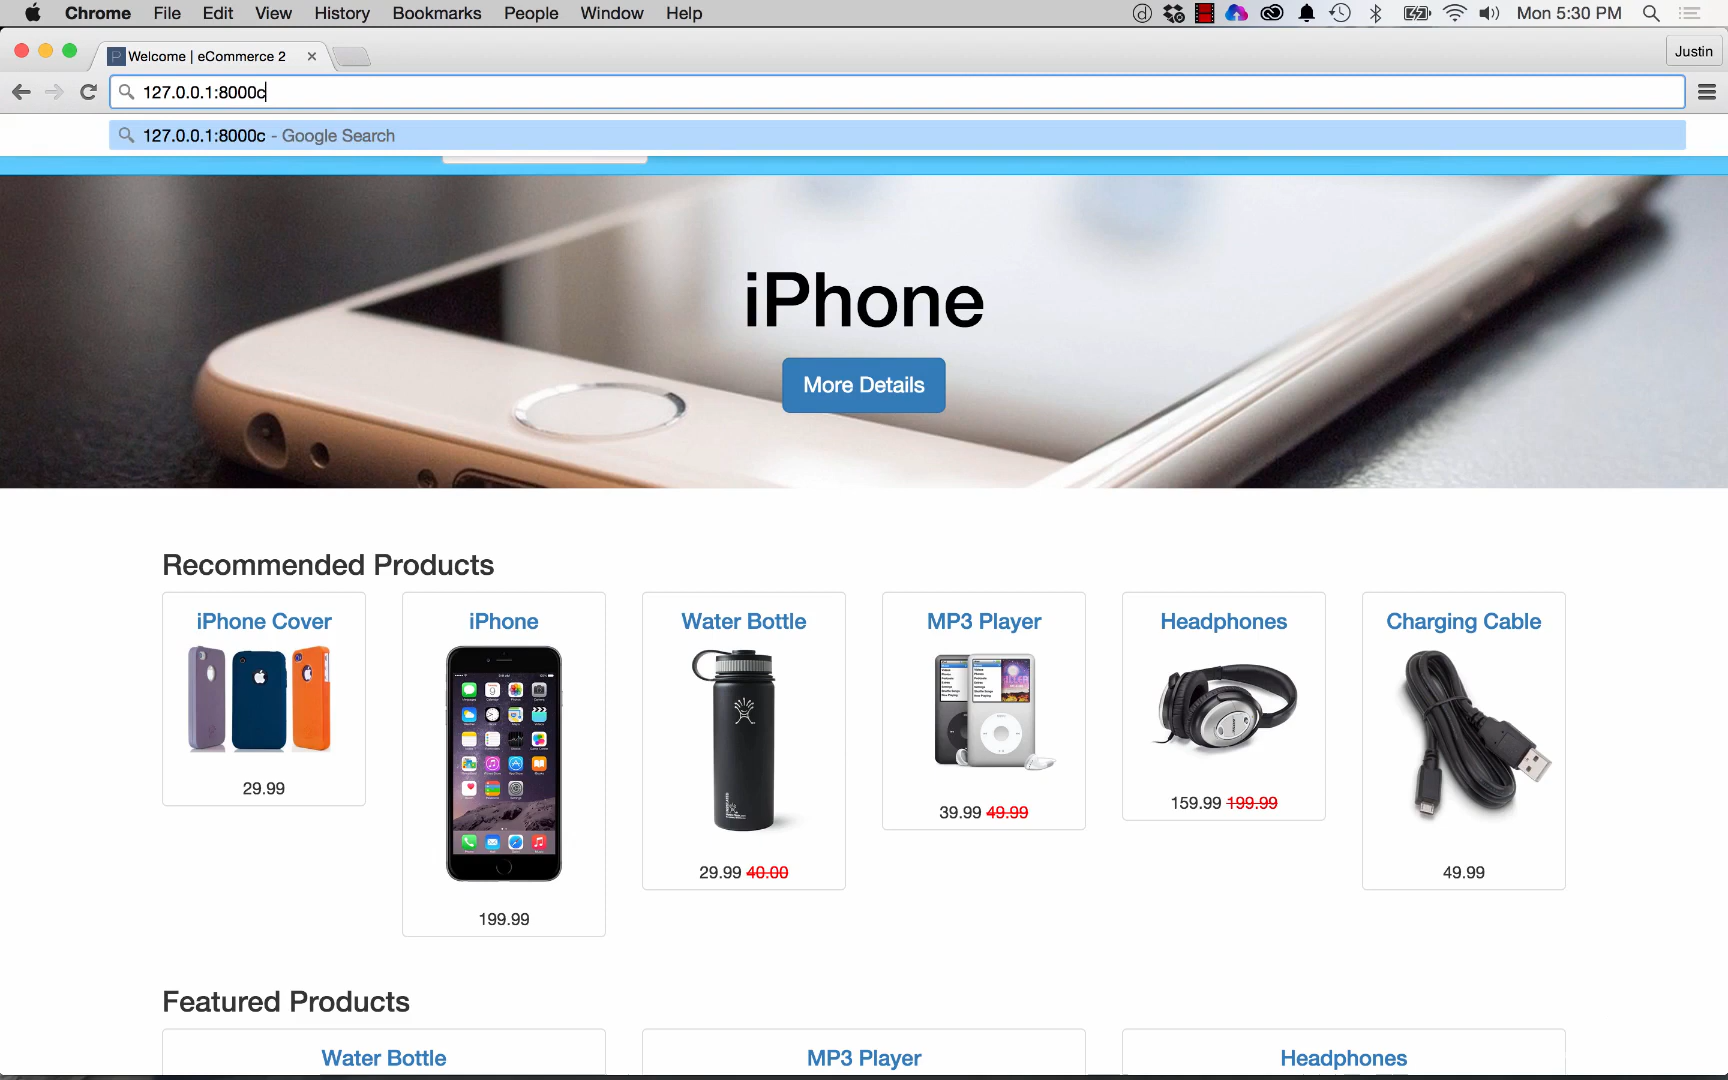 Chrome File Edit View History Bookmarks People Window Help Mon 5:30 PM
Welcome | eCommerce 2 Justin
127.0.0.1:8000c
127.0.0.1:8000c - Google Search
iPhone
More Details
Recommended Products
iPhone Cover iPhone Water Bottle MP3 Player Headphones Charging Cable
29.99
199.99
29.99 40.00
39.99 49.99
159.99 199.99
49.99
Featured Products
Water Bottle MP3 Player Headphones